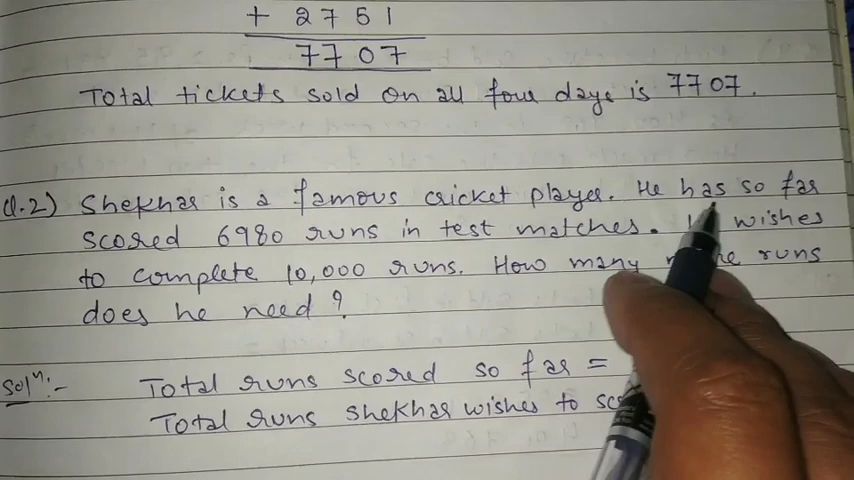 + 2751
7707
Total tickets sold on all four days is 7707.
Q.2) Shekhar is a famous cricket player. He has so far
scored 6980 runs in test matches. wishes
to complete 10,000 runs. How many runs
does he need?
Solⁿ:- Total runs scored so far =
Total runs shekhar wishes to